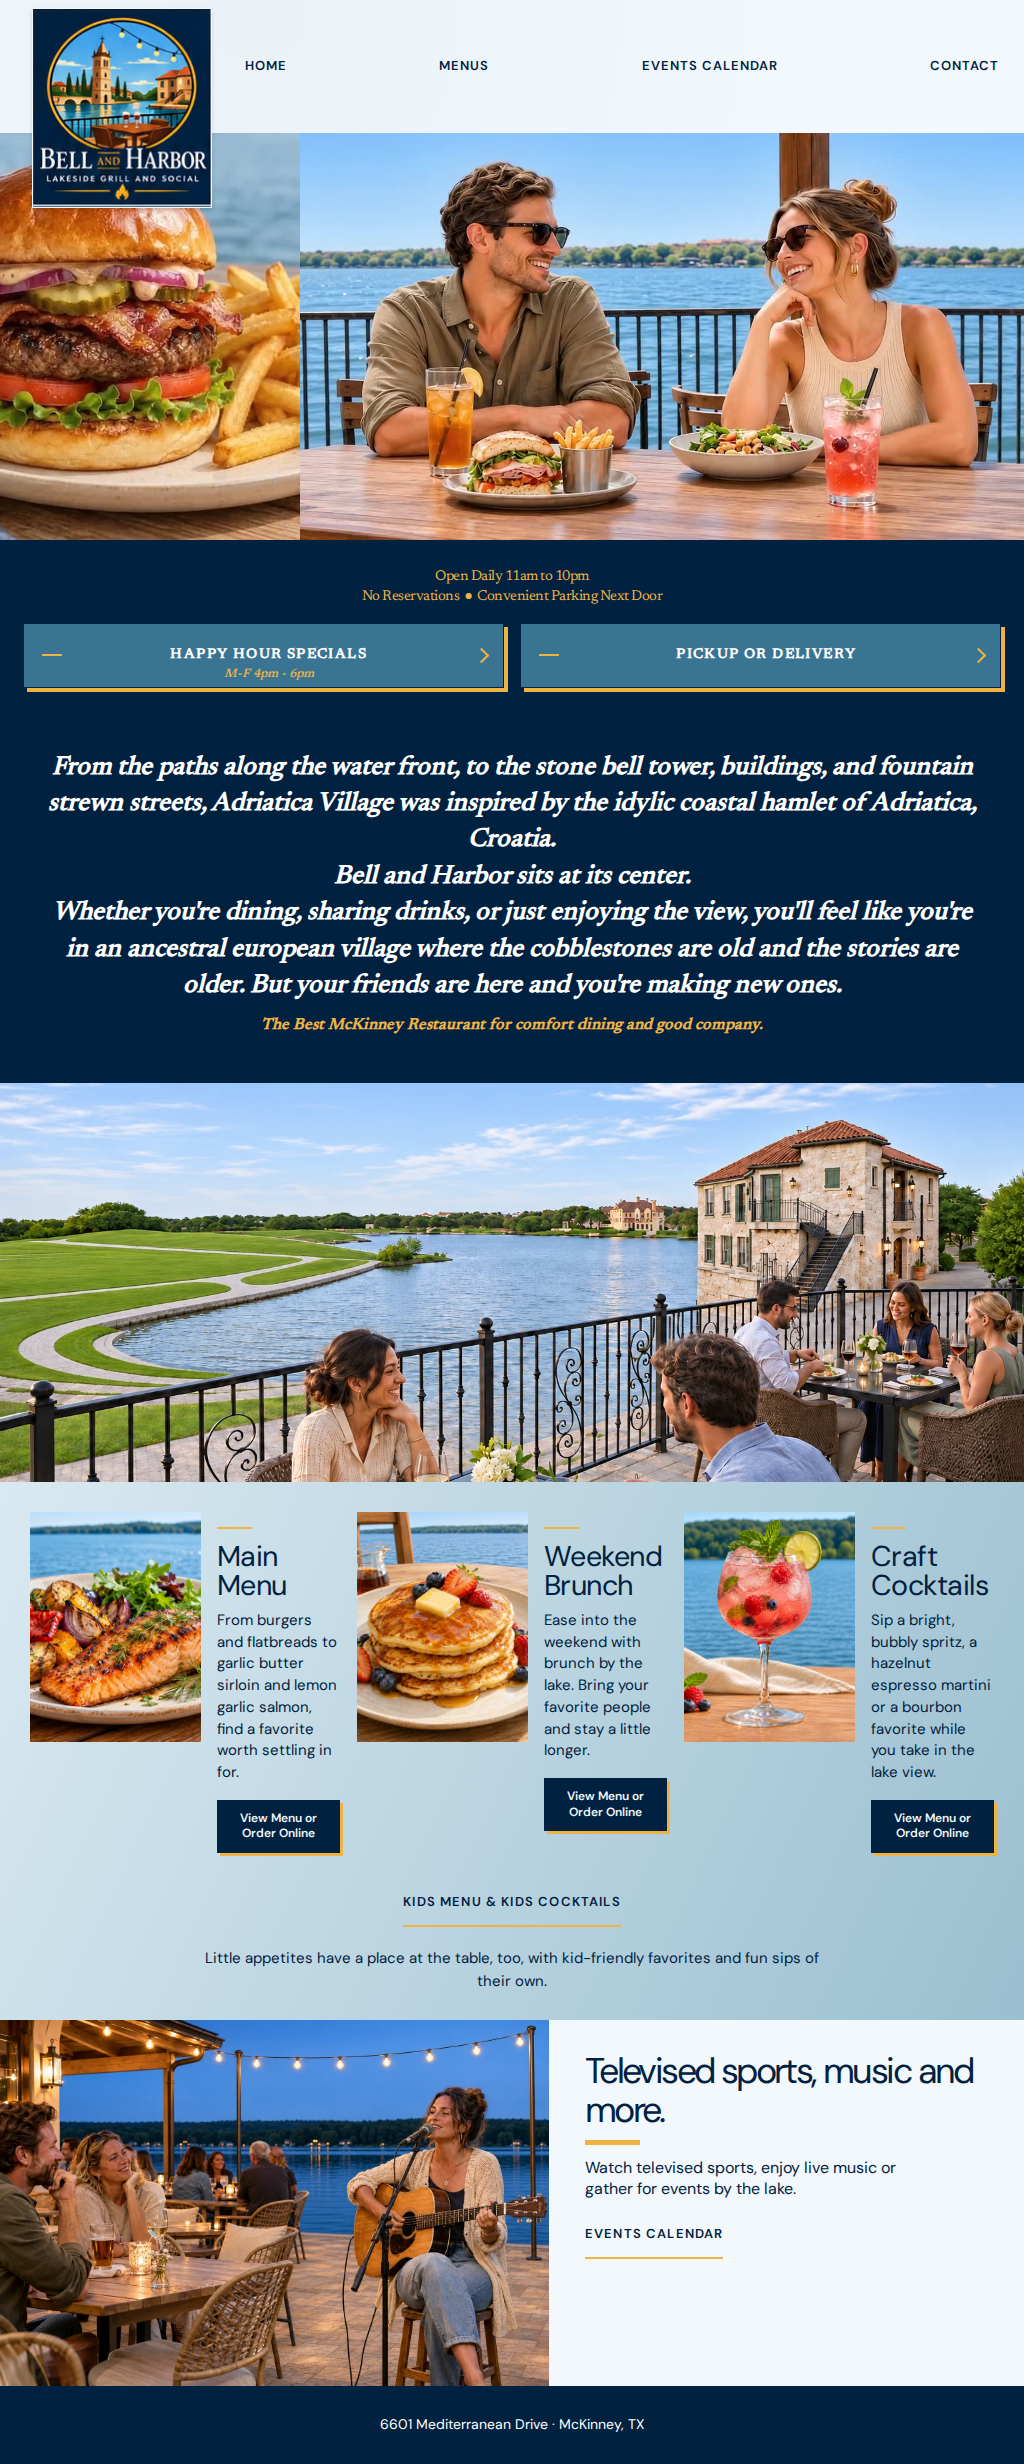 HOME
MENUS
EVENTS CALENDAR
CONTACT
BELL AND HARBOR
LAKESIDE GRILL AND SOCIAL
Open Daily 11am to 10pm
No Reservations ● Convenient Parking Next Door
HAPPY HOUR SPECIALS
M-F 4pm - 6pm
PICKUP OR DELIVERY
From the paths along the water front, to the stone bell tower, buildings, and fountain
strewn streets, Adriatica Village was inspired by the idylic coastal hamlet of Adriatica,
Croatia.
Bell and Harbor sits at its center.
Whether you're dining, sharing drinks, or just enjoying the view, you'll feel like you're
in an ancestral european village where the cobblestones are old and the stories are
older. But your friends are here and you're making new ones.
The Best McKinney Restaurant for comfort dining and good company.
Main
Menu
From burgers
and flatbreads to
garlic butter
sirloin and lemon
garlic salmon,
find a favorite
worth settling in
for.
View Menu or
Order Online
Weekend
Brunch
Ease into the
weekend with
brunch by the
lake. Bring your
favorite people
and stay a little
longer.
View Menu or
Order Online
Craft
Cocktails
Sip a bright,
bubbly spritz, a
hazelnut
espresso martini
or a bourbon
favorite while
you take in the
lake view.
View Menu or
Order Online
KIDS MENU & KIDS COCKTAILS
Little appetites have a place at the table, too, with kid-friendly favorites and fun sips of
their own.
Televised sports, music and
more.
Watch televised sports, enjoy live music or
gather for events by the lake.
EVENTS CALENDAR
6601 Mediterranean Drive · McKinney, TX